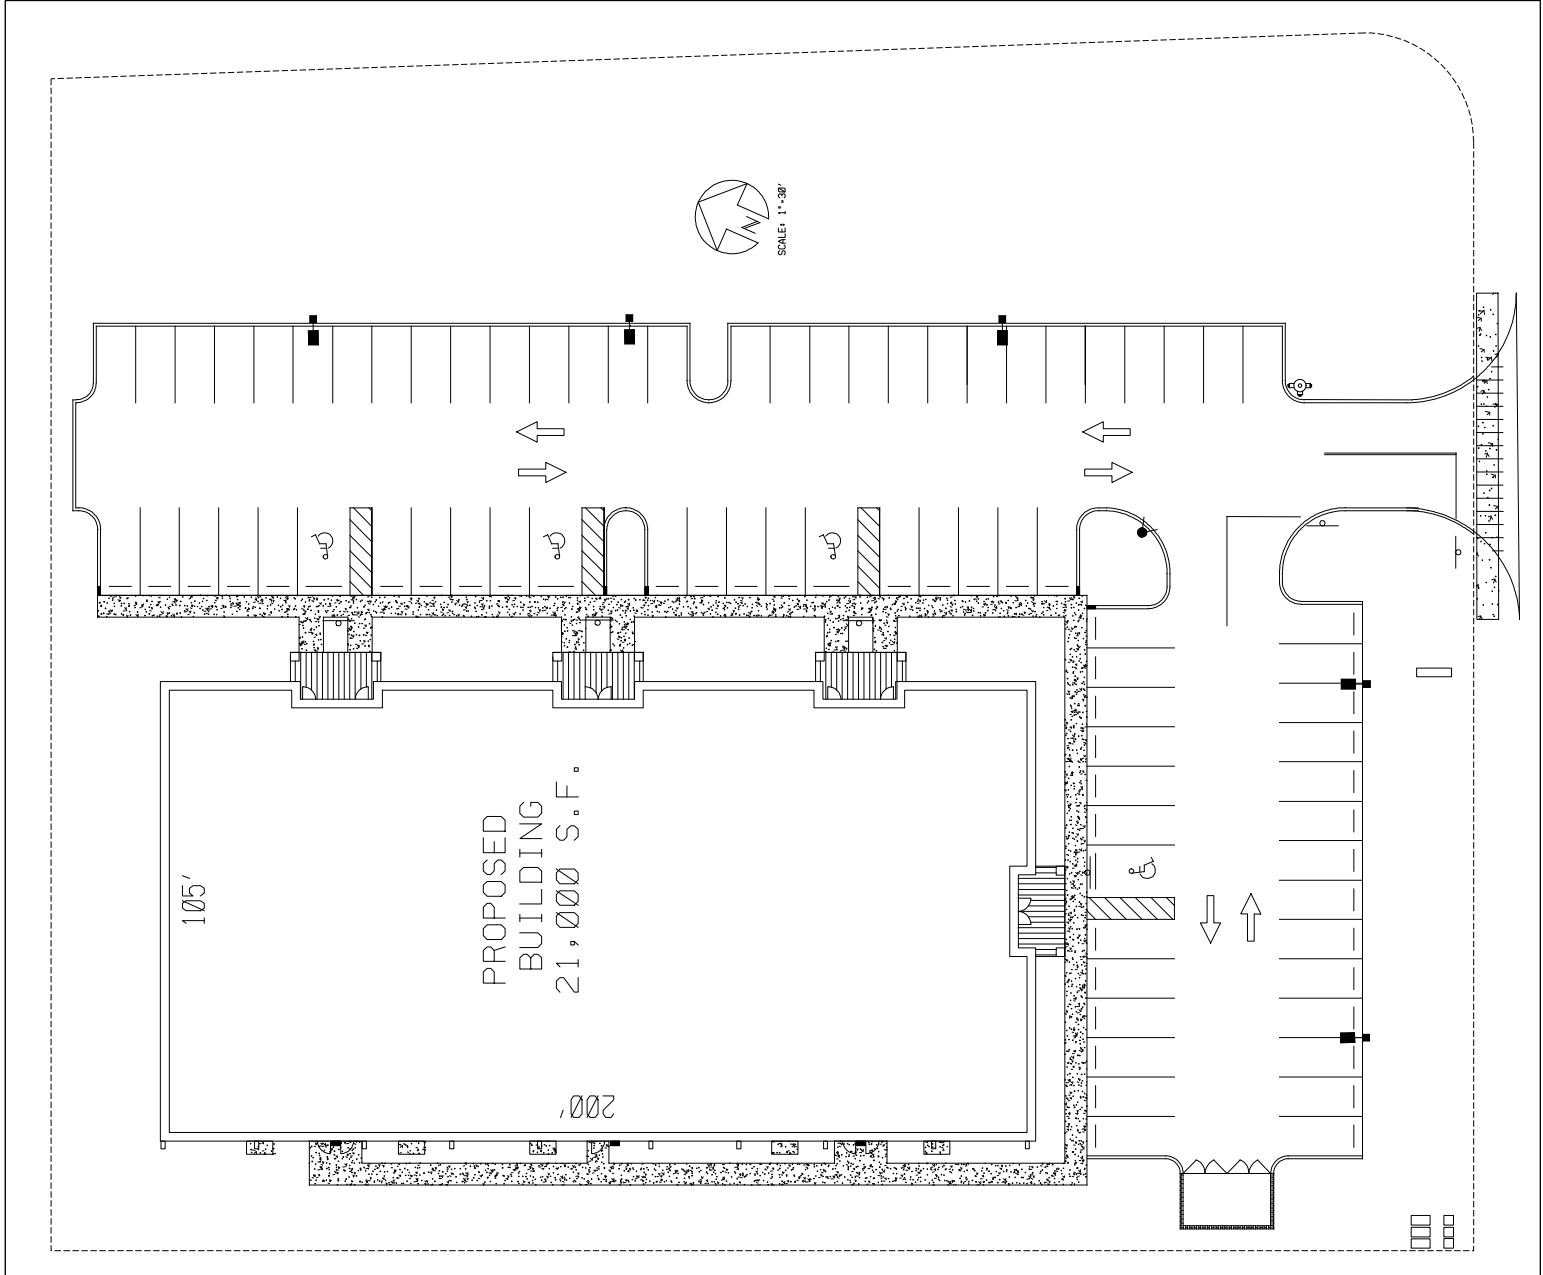 N
SCALE: 1"=30'
PROPOSED
BUILDING
21,000 S.F.
105'
200'